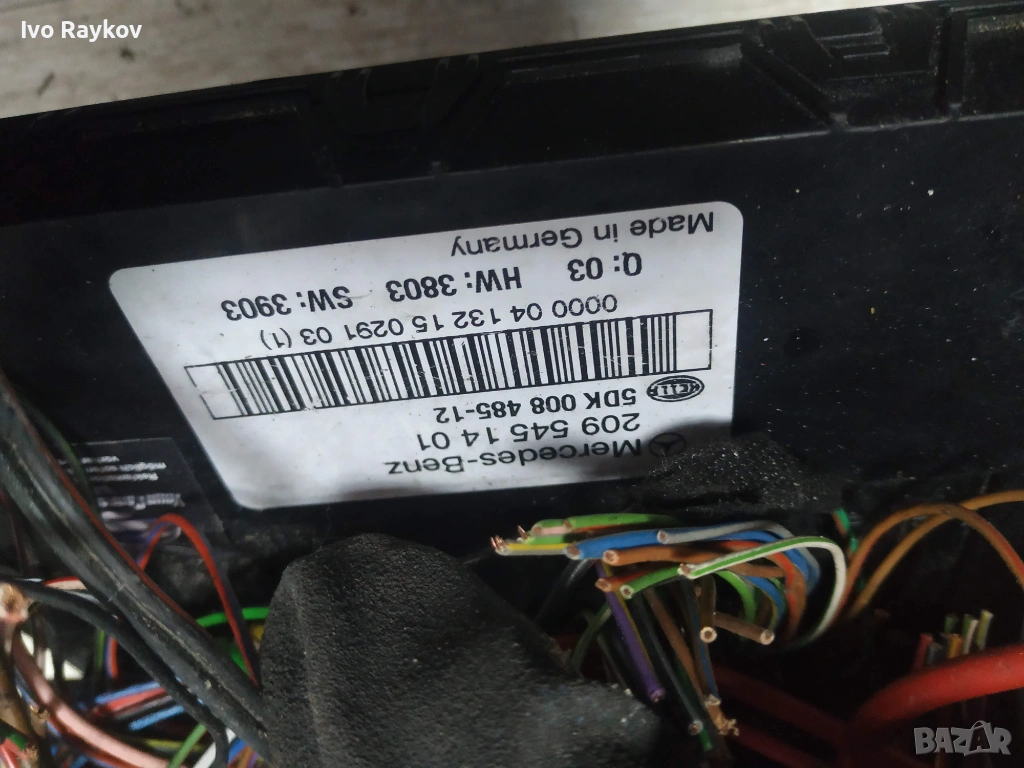 Ivo Raykov
Mercedes-Benz
209 545 14 01
5DK 008 485-12
HELLA
0000 04 132 15 0291 03 (1)
Q: 03 HW: 3803 SW: 3903
Made in Germany
BAZAR